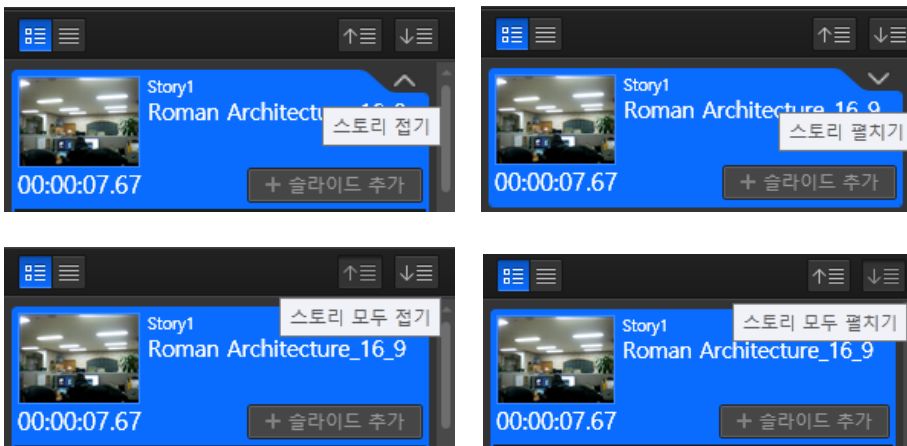 Story1
Roman Architecture_16_9
스토리 접기
00:00:07.67
+ 슬라이드 추가
Story1
Roman Architecture_16_9
스토리 펼치기
00:00:07.67
+ 슬라이드 추가
스토리 모두 접기
Story1
Roman Architecture_16_9
00:00:07.67
+ 슬라이드 추가
스토리 모두 펼치기
Story1
Roman Architecture_16_9
00:00:07.67
+ 슬라이드 추가